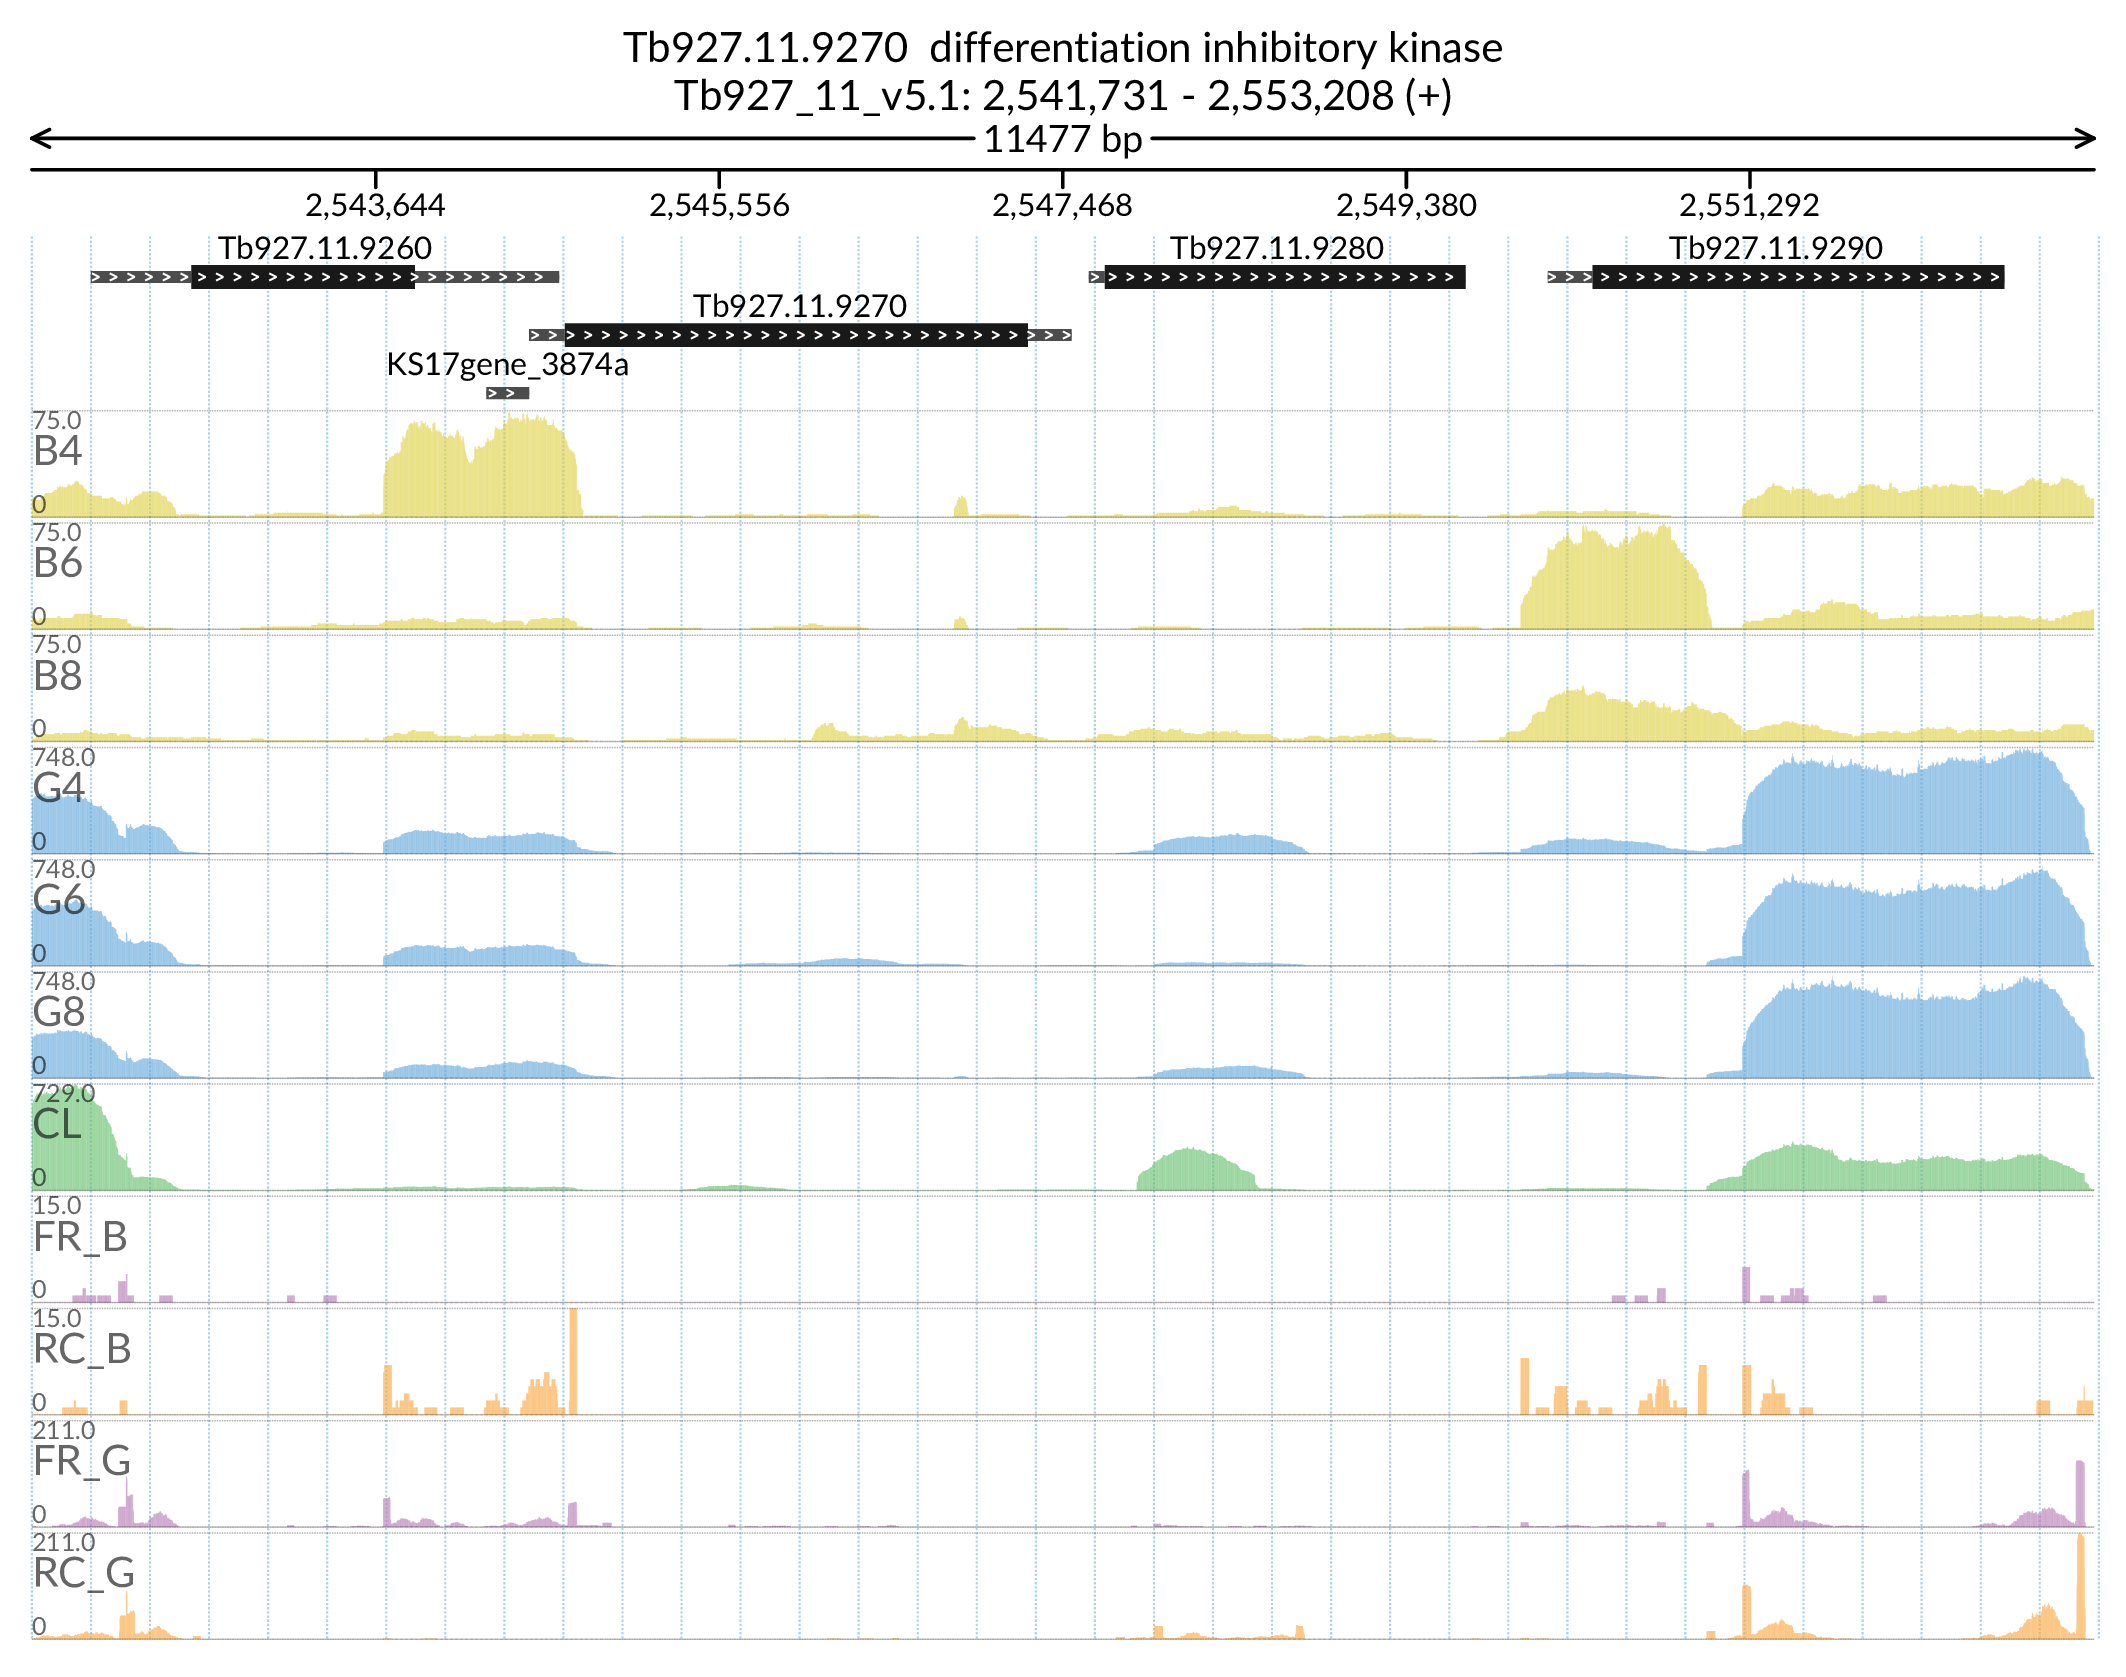 Tb927.11.9270  differentiation inhibitory kinase
Tb927_11_v5.1: 2,541,731 - 2,553,208 (+)
11477 bp
2,543,644 2,545,556 2,547,468 2,549,380 2,551,292
Tb927.11.9260 Tb927.11.9280 Tb927.11.9290
Tb927.11.9270
KS17gene_3874a
75.0
B4
0
75.0
B6
0
75.0
B8
0
748.0
G4
0
748.0
G6
0
748.0
G8
0
729.0
CL
0
15.0
FR_B
0
15.0
RC_B
0
211.0
FR_G
0
211.0
RC_G
0